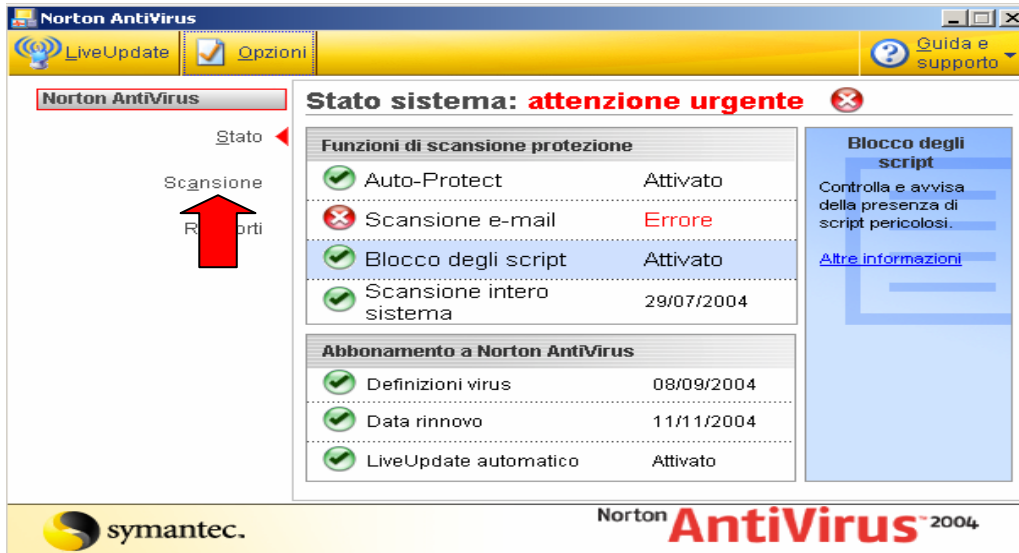 Norton AntiVirus
LiveUpdate
Opzioni
Guida e
supporto
Norton AntiVirus
Stato
Scansione
Stato sistema: attenzione urgente
Funzioni di scansione protezione
Auto-Protect Attivato
Scansione e-mail Errore
Blocco degli script Attivato
Scansione intero
sistema 29/07/2004
Abbonamento a Norton AntiVirus
Definizioni virus 08/09/2004
Data rinnovo 11/11/2004
LiveUpdate automatico Attivato
Blocco degli
script
Controlla e avvisa
della presenza di
script pericolosi.
Altre informazioni
symantec.
Norton AntiVirus 2004